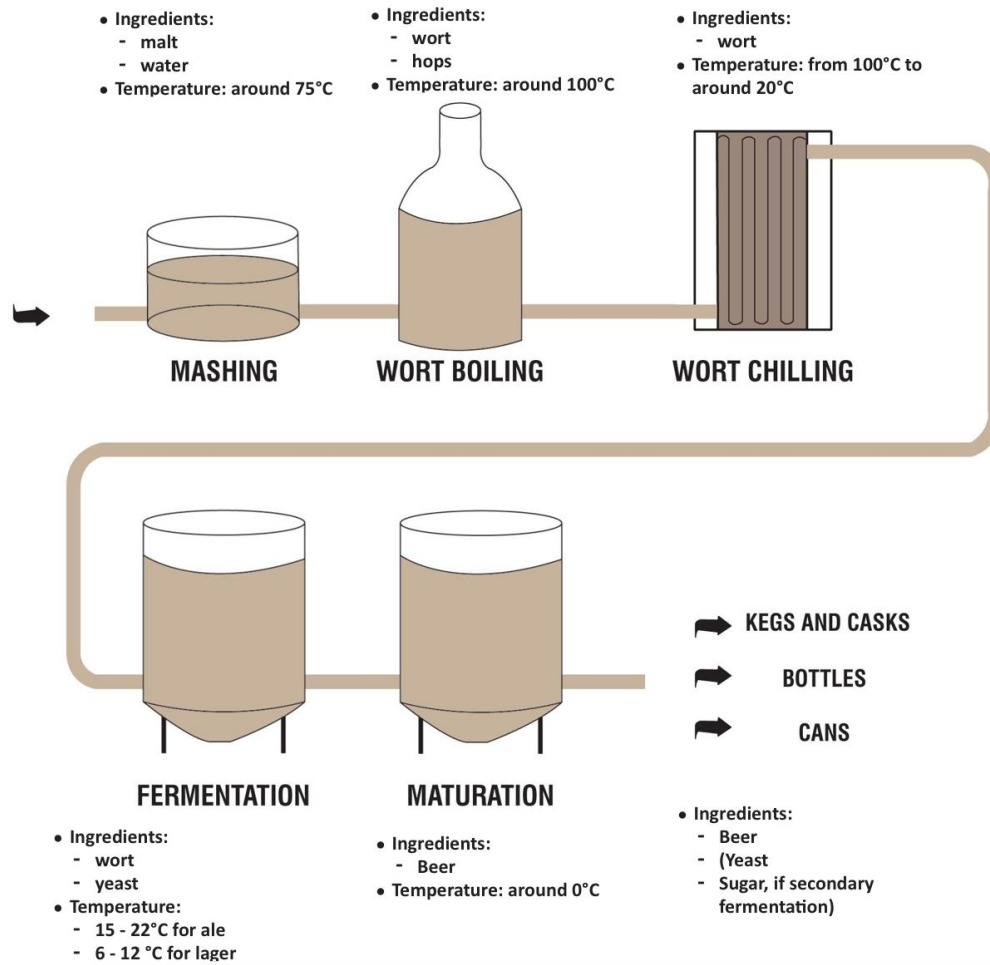 • Ingredients:
- malt
- water
• Temperature: around 75°C
• Ingredients:
- wort
- hops
• Temperature: around 100°C
• Ingredients:
- wort
• Temperature: from 100°C to
around 20°C
MASHING
WORT BOILING
WORT CHILLING
KEGS AND CASKS
BOTTLES
CANS
FERMENTATION
MATURATION
• Ingredients:
- wort
- yeast
• Temperature:
- 15 - 22°C for ale
- 6 - 12 °C for lager
• Ingredients:
- Beer
• Temperature: around 0°C
• Ingredients:
- Beer
- (Yeast
- Sugar, if secondary
fermentation)